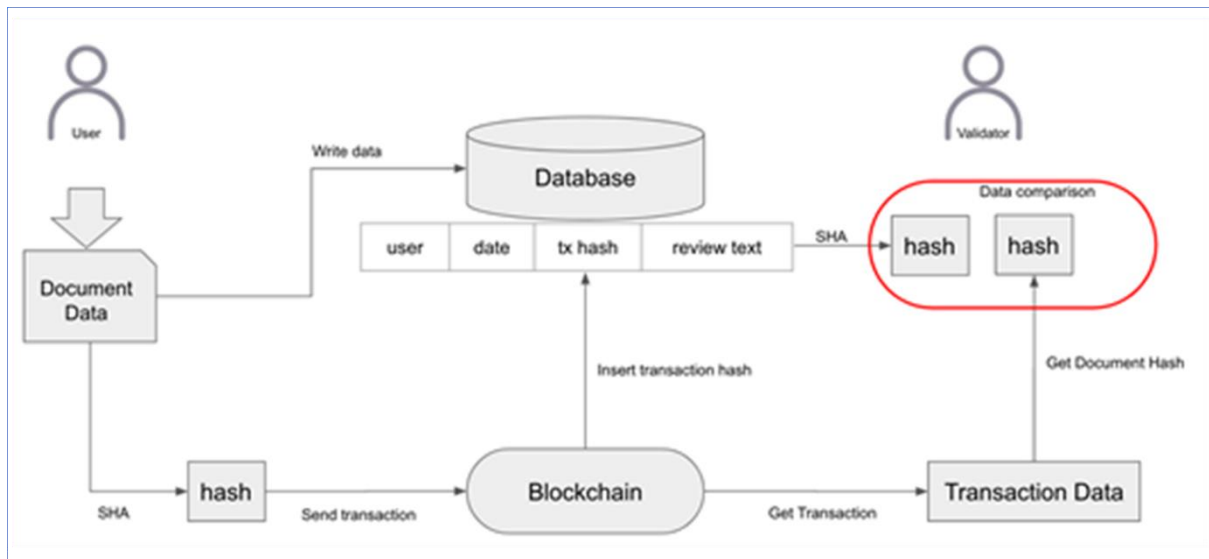 User
Validator
Write data
Database
Data comparison
user
date
tx hash
review text
SHA
hash
hash
Document
Data
Insert transaction hash
Get Document Hash
SHA
hash
Send transaction
Blockchain
Get Transaction
Transaction Data